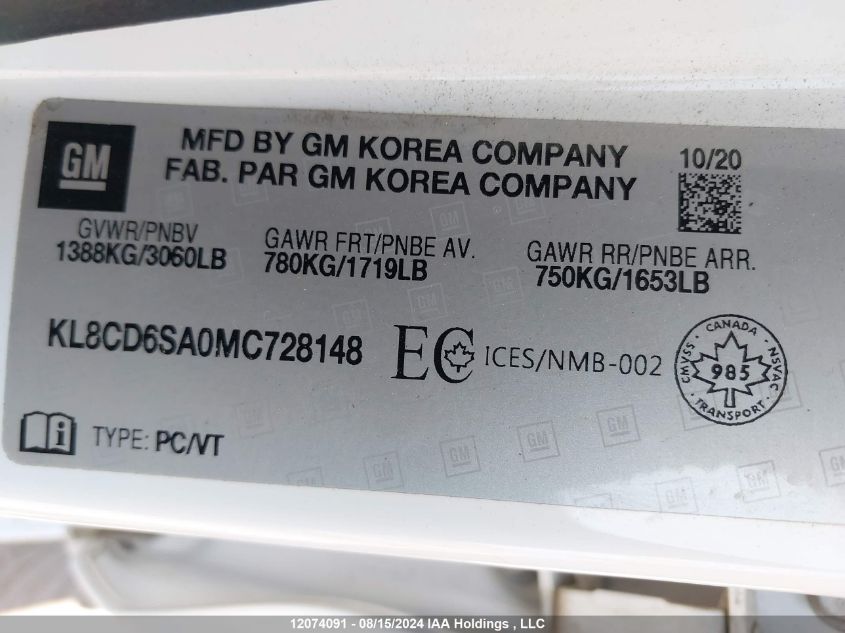 GM
MFD BY GM KOREA COMPANY
FAB. PAR GM KOREA COMPANY
10/20
GVWR/PNBV
1388KG/3060LB
GAWR FRT/PNBE AV.
780KG/1719LB
GAWR RR/PNBE ARR.
750KG/1653LB
KL8CD6SA0MC728148
EC
ICES/NMB-002
CANADA
CMVSS
985
NSVAC
TRANSPORT
i
TYPE: PC/VT
12074091 - 08/15/2024 IAA Holdings , LLC